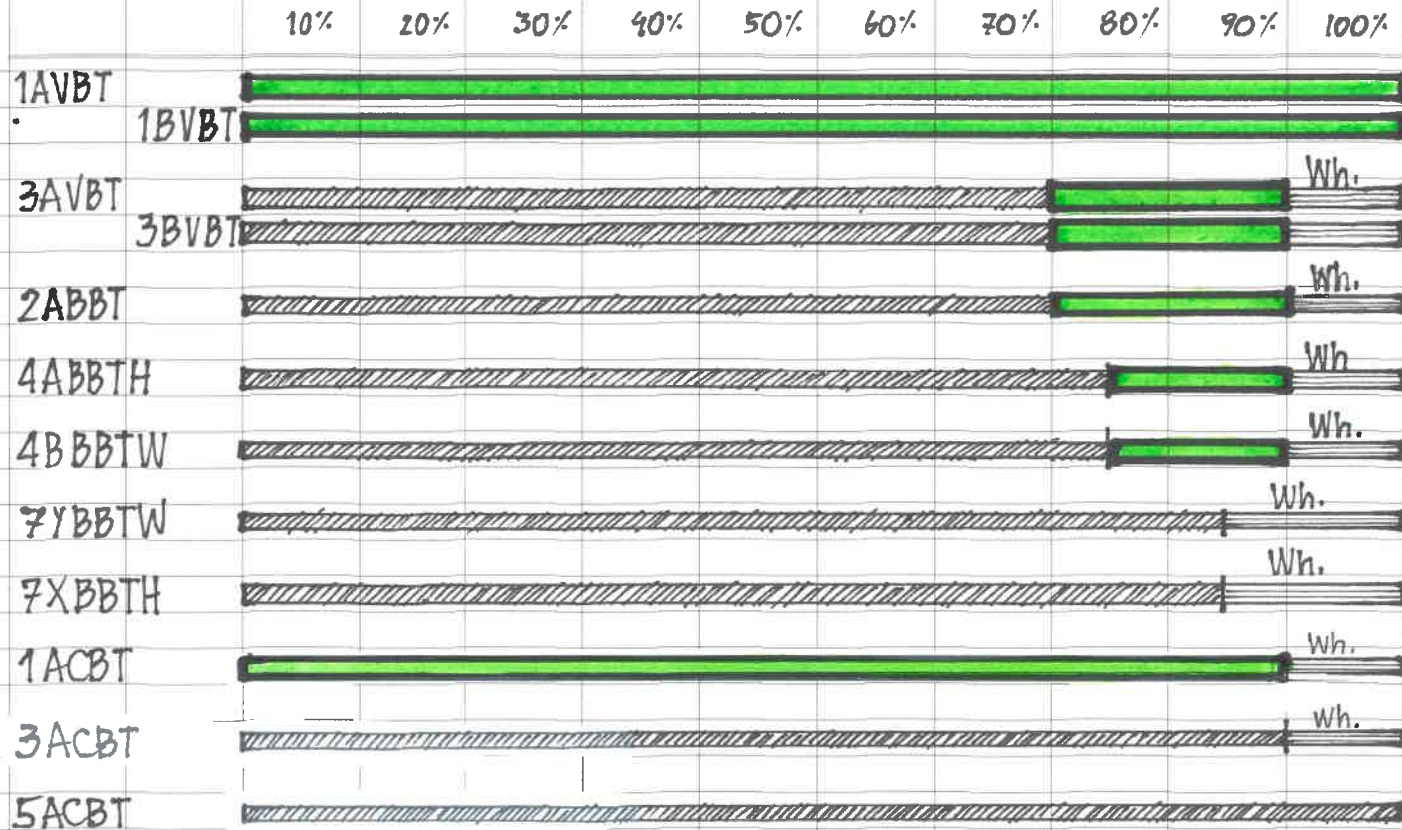 10% 20% 30% 40% 50% 60% 70% 80% 90% 100%
1AVBT
1BVBT
3AVBT Wh.
3BVBT
2ABBT Wh.
4ABBTH Wh
4BBBTW Wh.
7YBBTW Wh.
7XBBTH Wh.
1ACBT Wh.
3ACBT Wh.
5ACBT